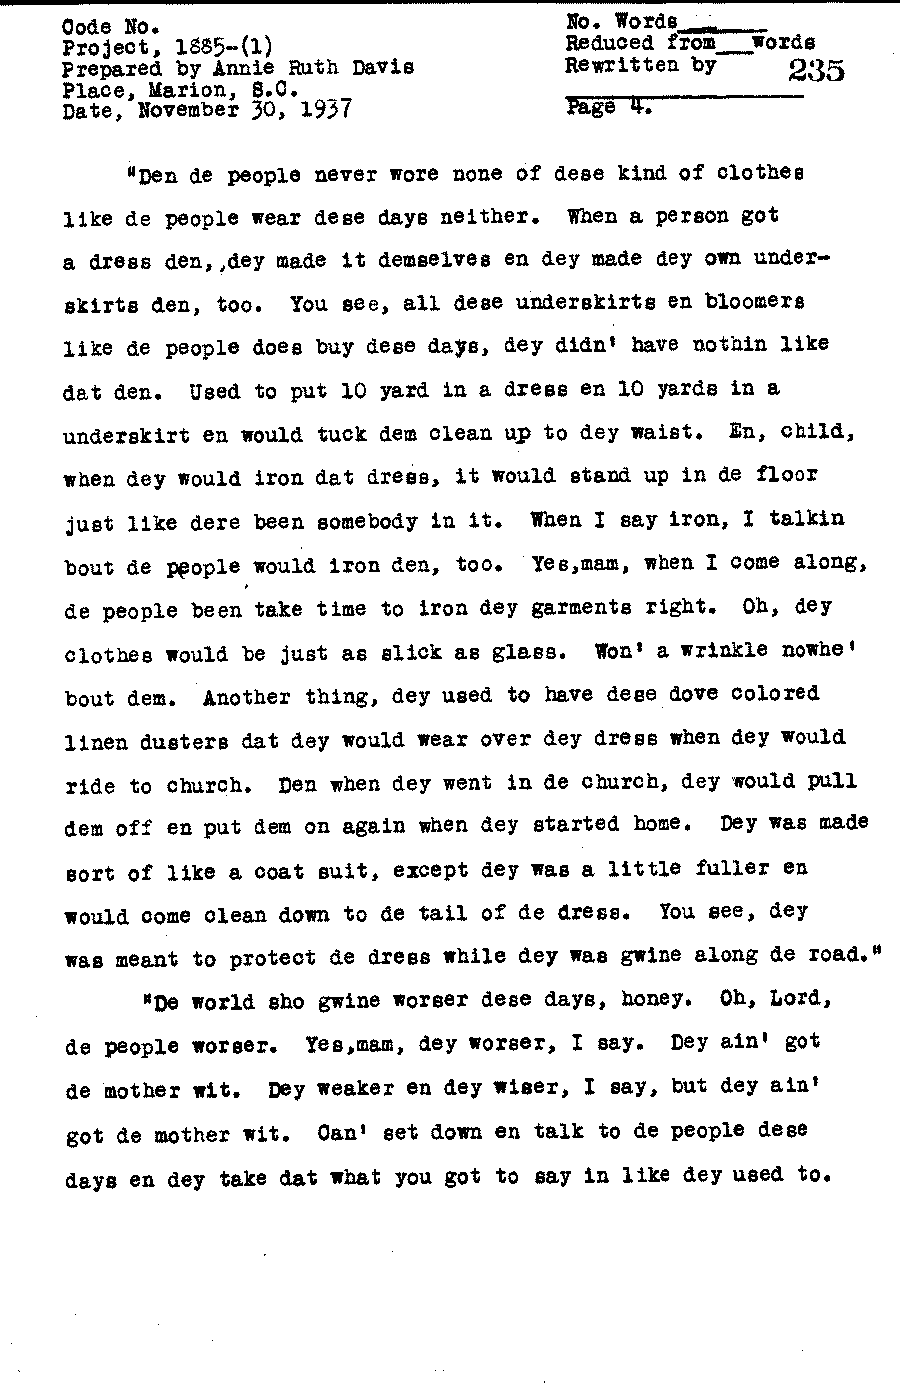 Code No.
Project, 1885-(1)
Prepared by Annie Ruth Davis
Place, Marion, S.C.
Date, November 30, 1937
No. Words
Reduced from words
Rewritten by
235
Page 4.
"Den de people never wore none of dese kind of clothes
like de people wear dese days neither. When a person got
a dress den, ,dey made it demselves en dey made dey own under-
skirts den, too. You see, all dese underskirts en bloomers
like de people does buy dese days, dey didn' have nothin like
dat den. Used to put 10 yard in a dress en 10 yards in a
underskirt en would tuck dem clean up to dey waist. En, child,
when dey would iron dat dress, it would stand up in de floor
just like dere been somebody in it. When I say iron, I talkin
bout de people would iron den, too. Yes,mam, when I come along,
de people been take time to iron dey garments right. Oh, dey
clothes would be just as slick as glass. Won' a wrinkle nowhe'
bout dem. Another thing, dey used to have dese dove colored
linen dusters dat dey would wear over dey dress when dey would
ride to church. Den when dey went in de church, dey would pull
dem off en put dem on again when dey started home. Dey was made
sort of like a coat suit, except dey was a little fuller en
would come clean down to de tail of de dress. You see, dey
was meant to protect de dress while dey was gwine along de road."
"De world sho gwine worser dese days, honey. Oh, Lord,
de people worser. Yes,mam, dey worser, I say. Dey ain' got
de mother wit. Dey weaker en dey wiser, I say, but dey ain'
got de mother wit. Can' set down en talk to de people dese
days en dey take dat what you got to say in like dey used to.